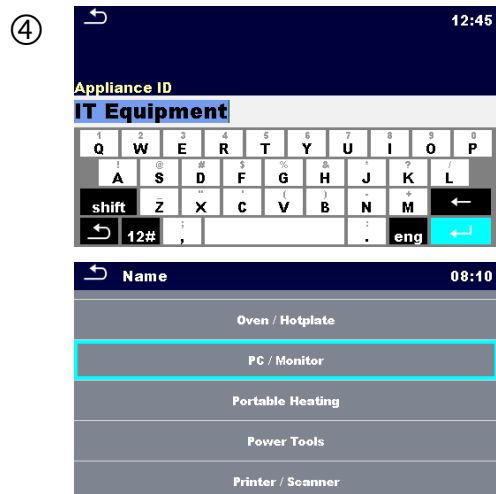 ④
12:45
Appliance ID
IT Equipment
1 2 3 4 5 6 7 8 9 0
Q W E R T Y U I O P
! @ # $ % & * ? /
A S D F G H J K L
_ " ' ( ) - +
shift Z X C V B N M ←
; :
12# , . eng
Name 08:10
Oven / Hotplate
PC / Monitor
Portable Heating
Power Tools
Printer / Scanner